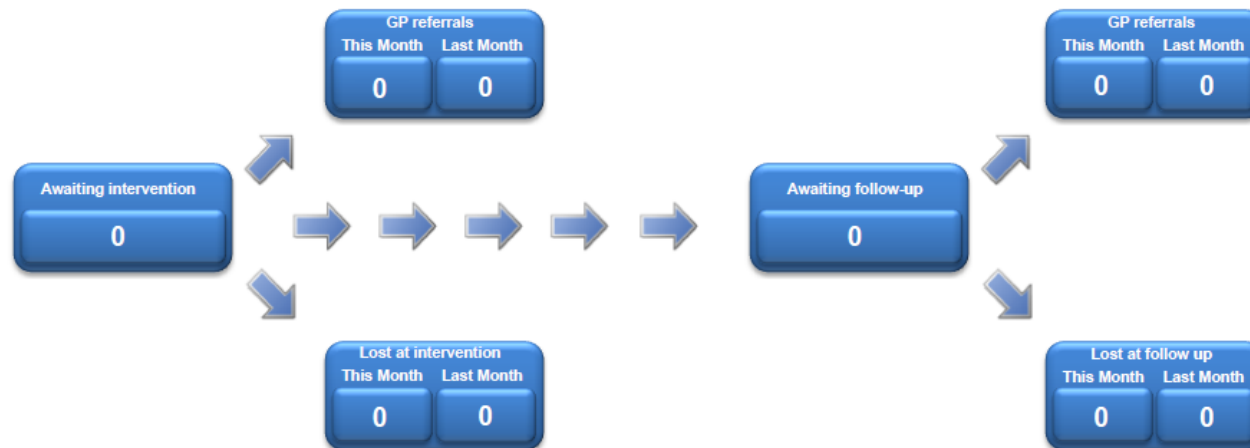 GP referrals
This Month Last Month
0 0
GP referrals
This Month Last Month
0 0
Awaiting intervention
0
Awaiting follow-up
0
Lost at intervention
This Month Last Month
0 0
Lost at follow up
This Month Last Month
0 0